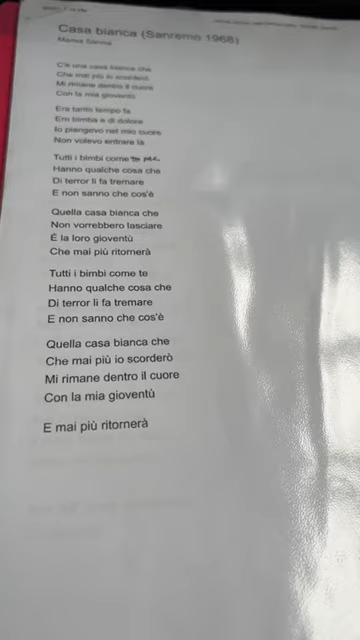 Casa bianca (Sanremo 1968)
Marisa Sannia
C'è una casa bianca che
Che mai più io scorderò
Mi rimane dentro il cuore
Con la mia gioventù
Era tanto tempo fa
Ero bimba e di dolore
Io piangevo nel mio cuore
Non volevo entrare là
Tutti i bimbi come
Hanno qualche cosa che
Di terror li fa tremare
E non sanno che cos'è
Quella casa bianca che
Non vorrebbero lasciare
É la loro gioventù
Che mai più ritornerà
Tutti i bimbi come te
Hanno qualche cosa che
Di terror li fa tremare
E non sanno che cos'è
Quella casa bianca che
Che mai più io scorderò
Mi rimane dentro il cuore
Con la mia gioventù
E mai più ritornerà